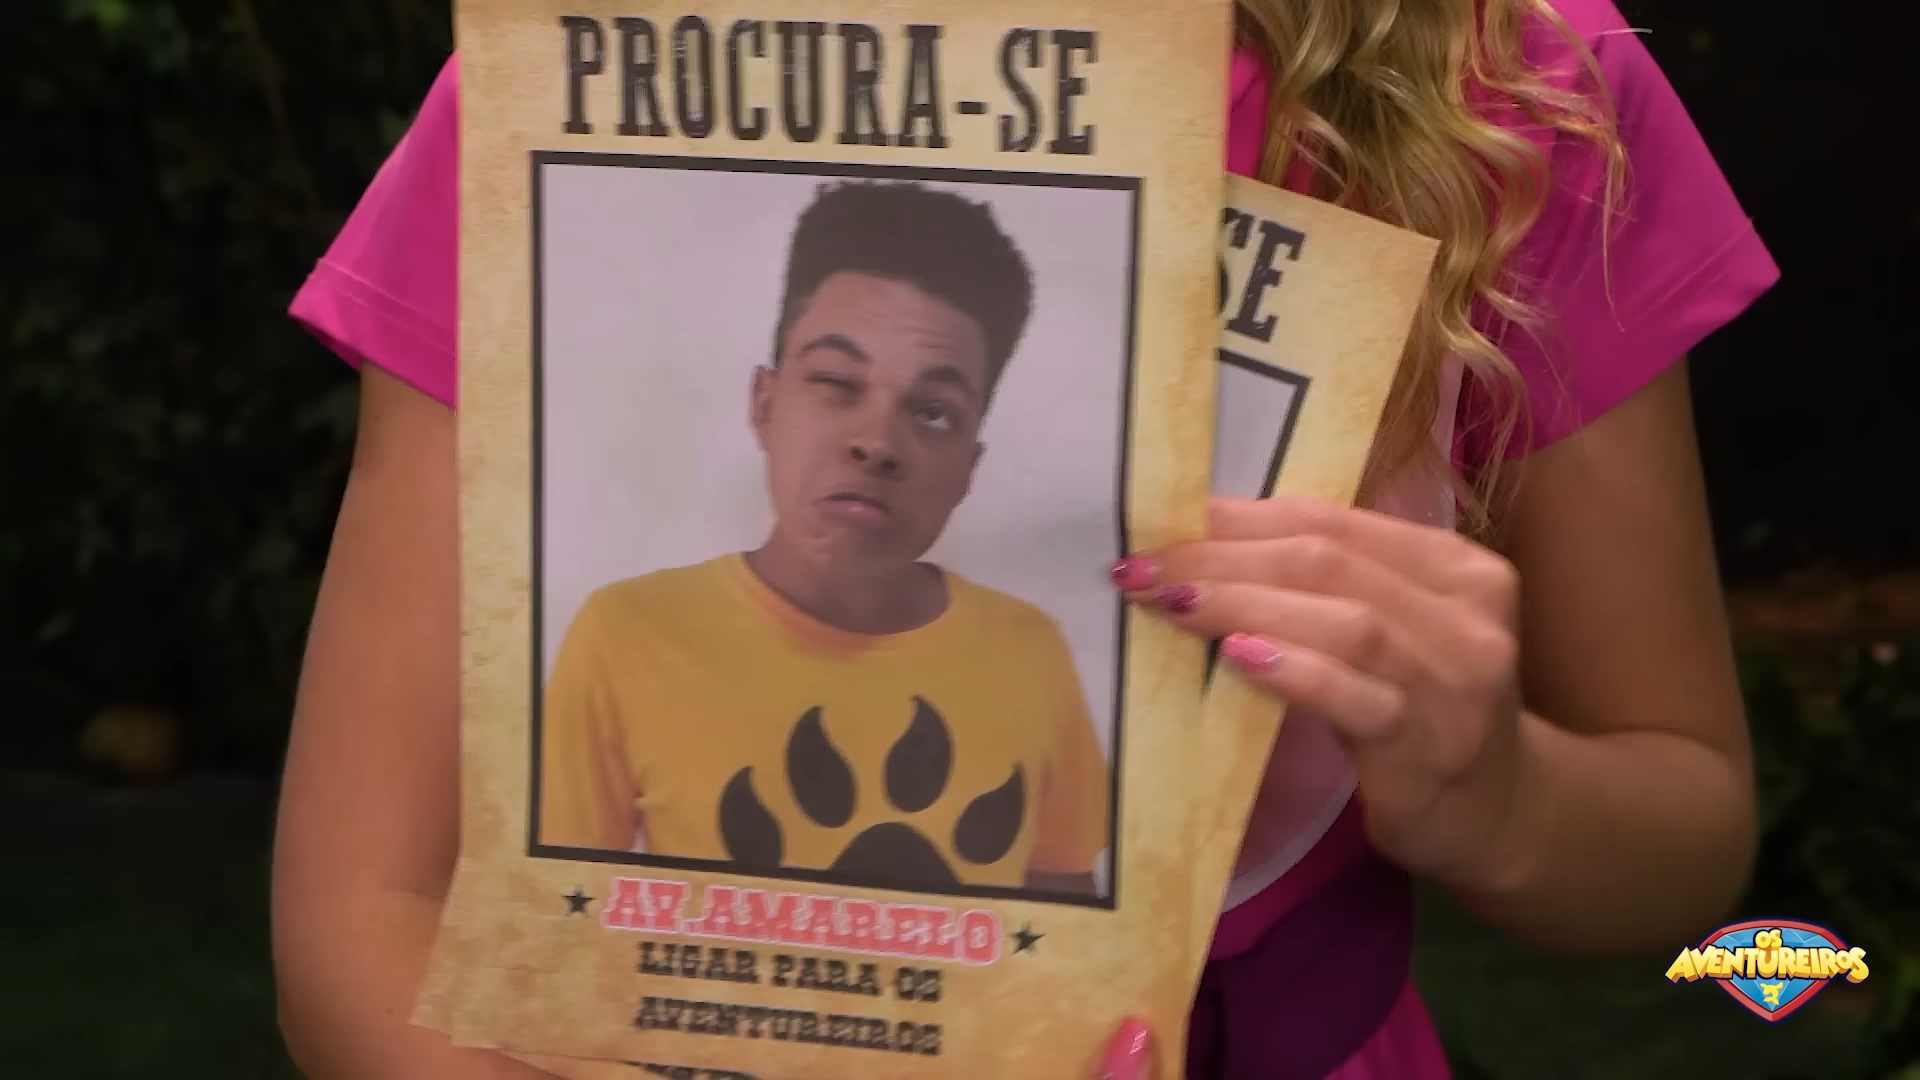 PROCURA-SE
SE
AV.AMARELO
LIGAR PARA OS
AVENTUREIROS
OS
AVENTUREIROS